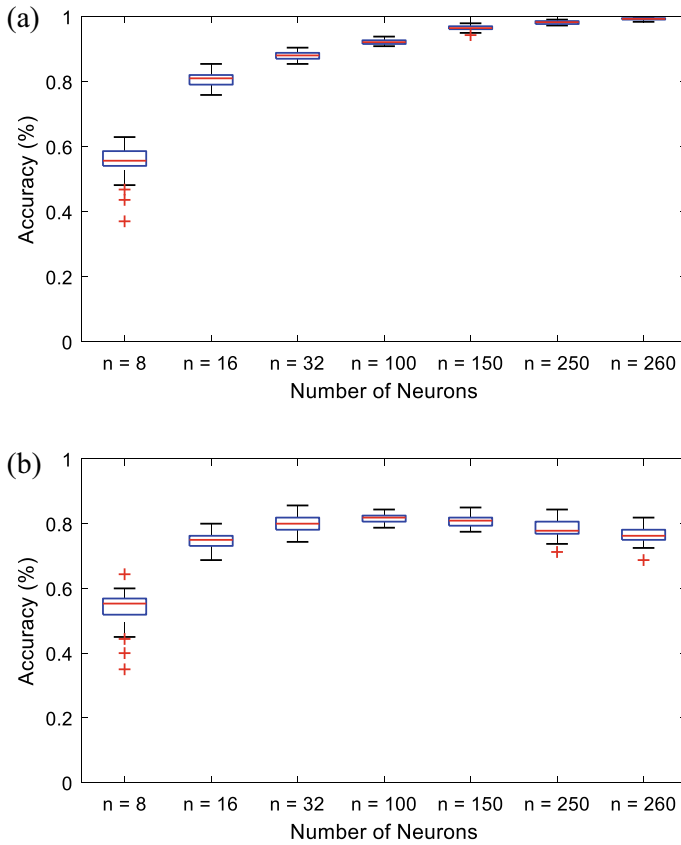 (a)
1
0.8
0.6
0.4
0.2
0
Accuracy (%)
n = 8 n = 16 n = 32 n = 100 n = 150 n = 250 n = 260
Number of Neurons
(b)
1
0.8
0.6
0.4
0.2
0
Accuracy (%)
n = 8 n = 16 n = 32 n = 100 n = 150 n = 250 n = 260
Number of Neurons